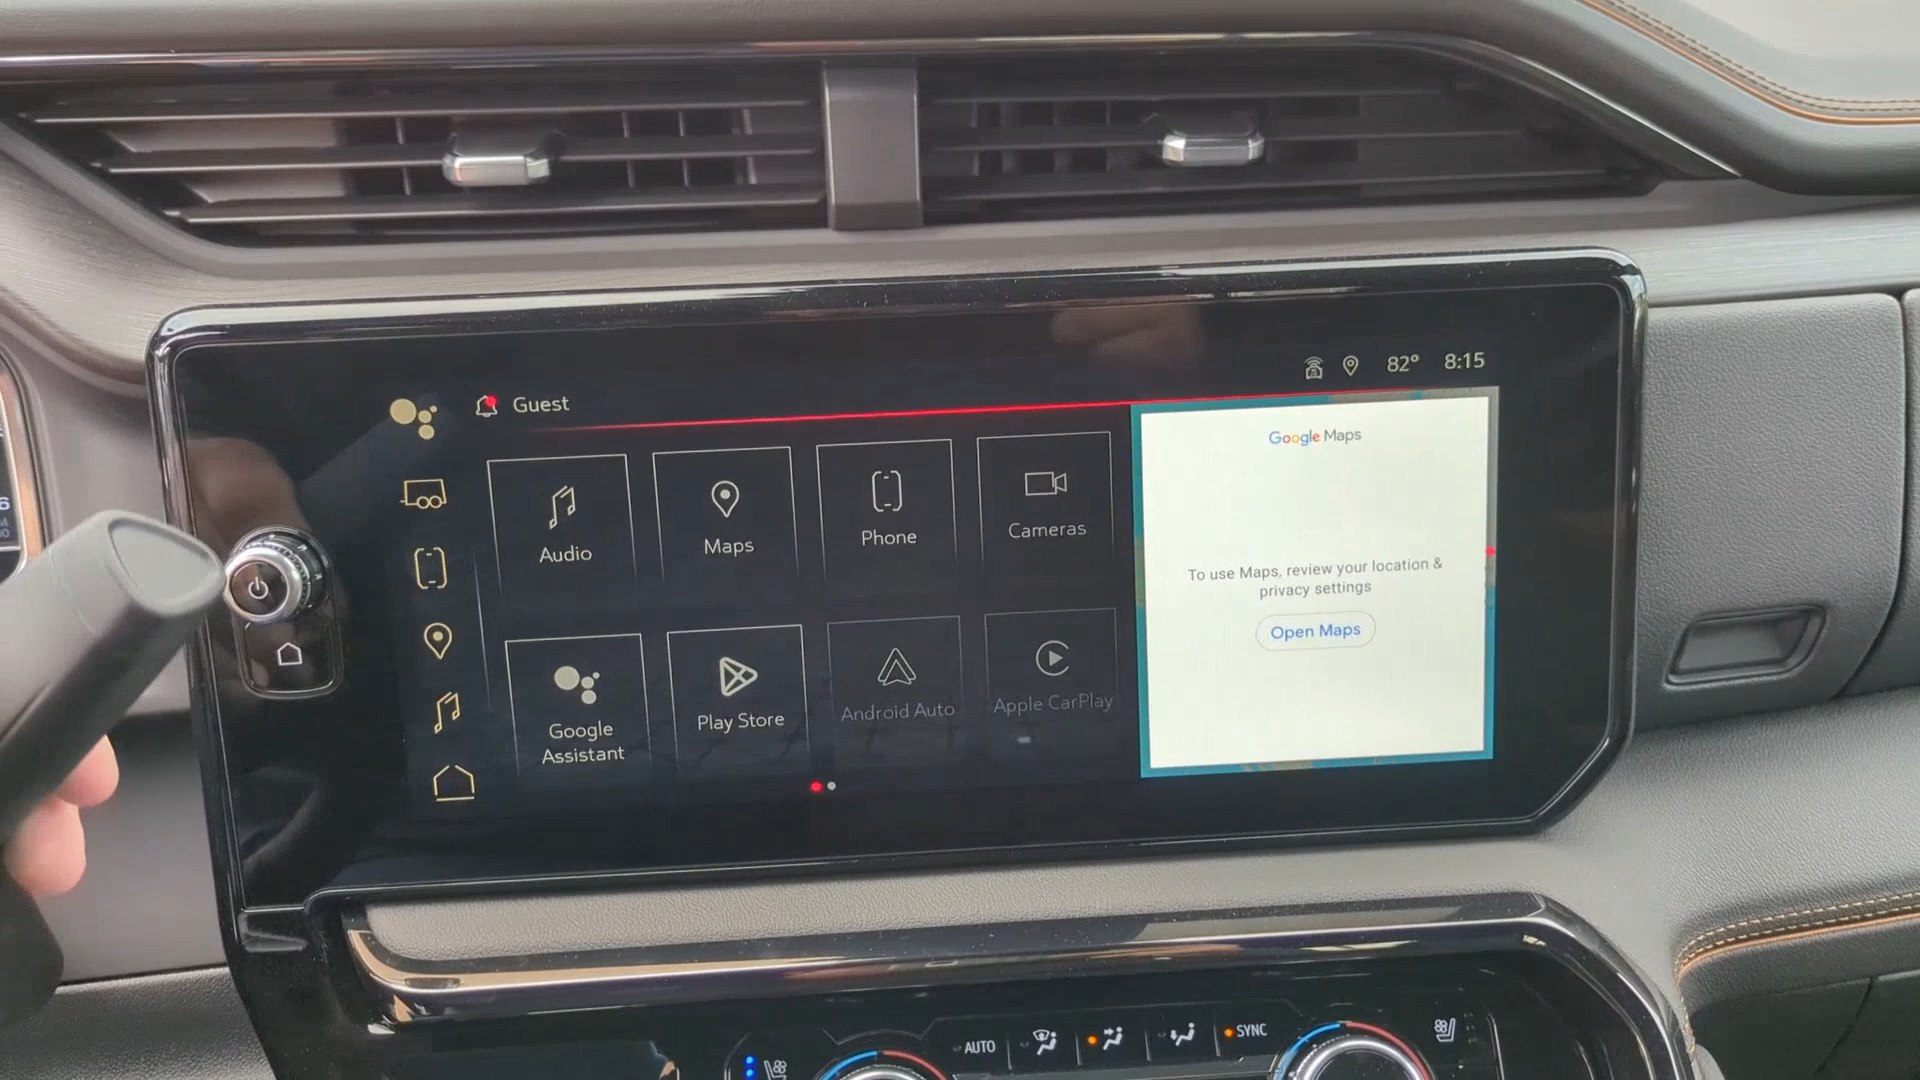 82° 8:15
Guest
Google Maps
Audio
Maps
Phone
Cameras
To use Maps, review your location &
privacy settings
Open Maps
Google
Assistant
Play Store
Android Auto
Apple CarPlay
AUTO
SYNC